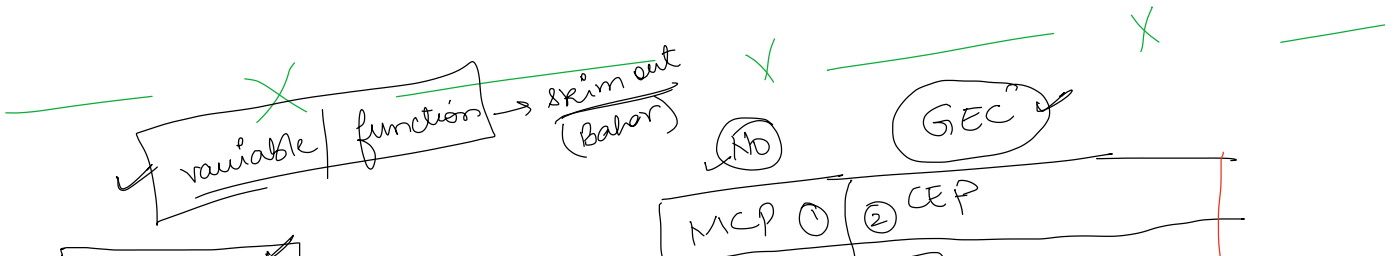 X X X
variable | function → skim out
(Bahar)
No GEC
MCP ① ② CEP